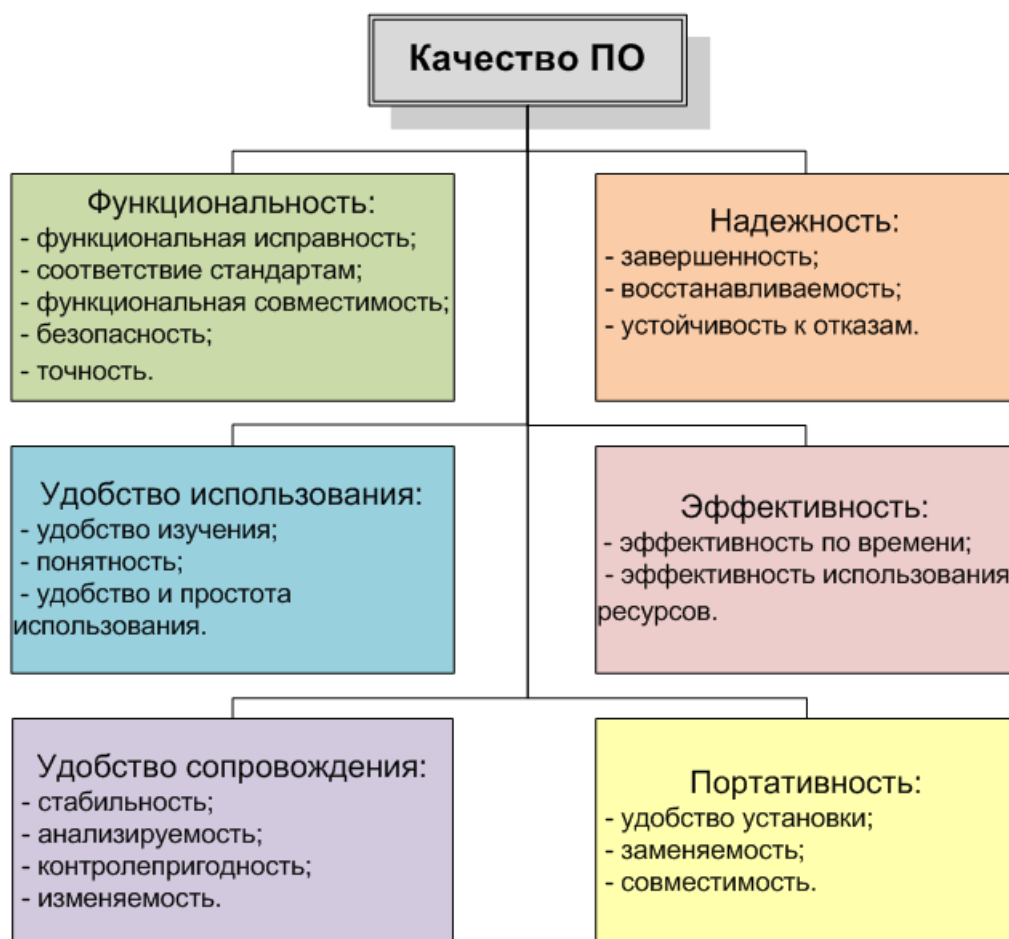 Качество ПО
Функциональность:
- функциональная исправность;
- соответствие стандартам;
- функциональная совместимость;
- безопасность;
- точность.
Надежность:
- завершенность;
- восстанавливаемость;
- устойчивость к отказам.
Удобство использования:
- удобство изучения;
- понятность;
- удобство и простота
использования.
Эффективность:
- эффективность по времени;
- эффективность использования
ресурсов.
Удобство сопровождения:
- стабильность;
- анализируемость;
- контролепригодность;
- изменяемость.
Портативность:
- удобство установки;
- заменяемость;
- совместимость.